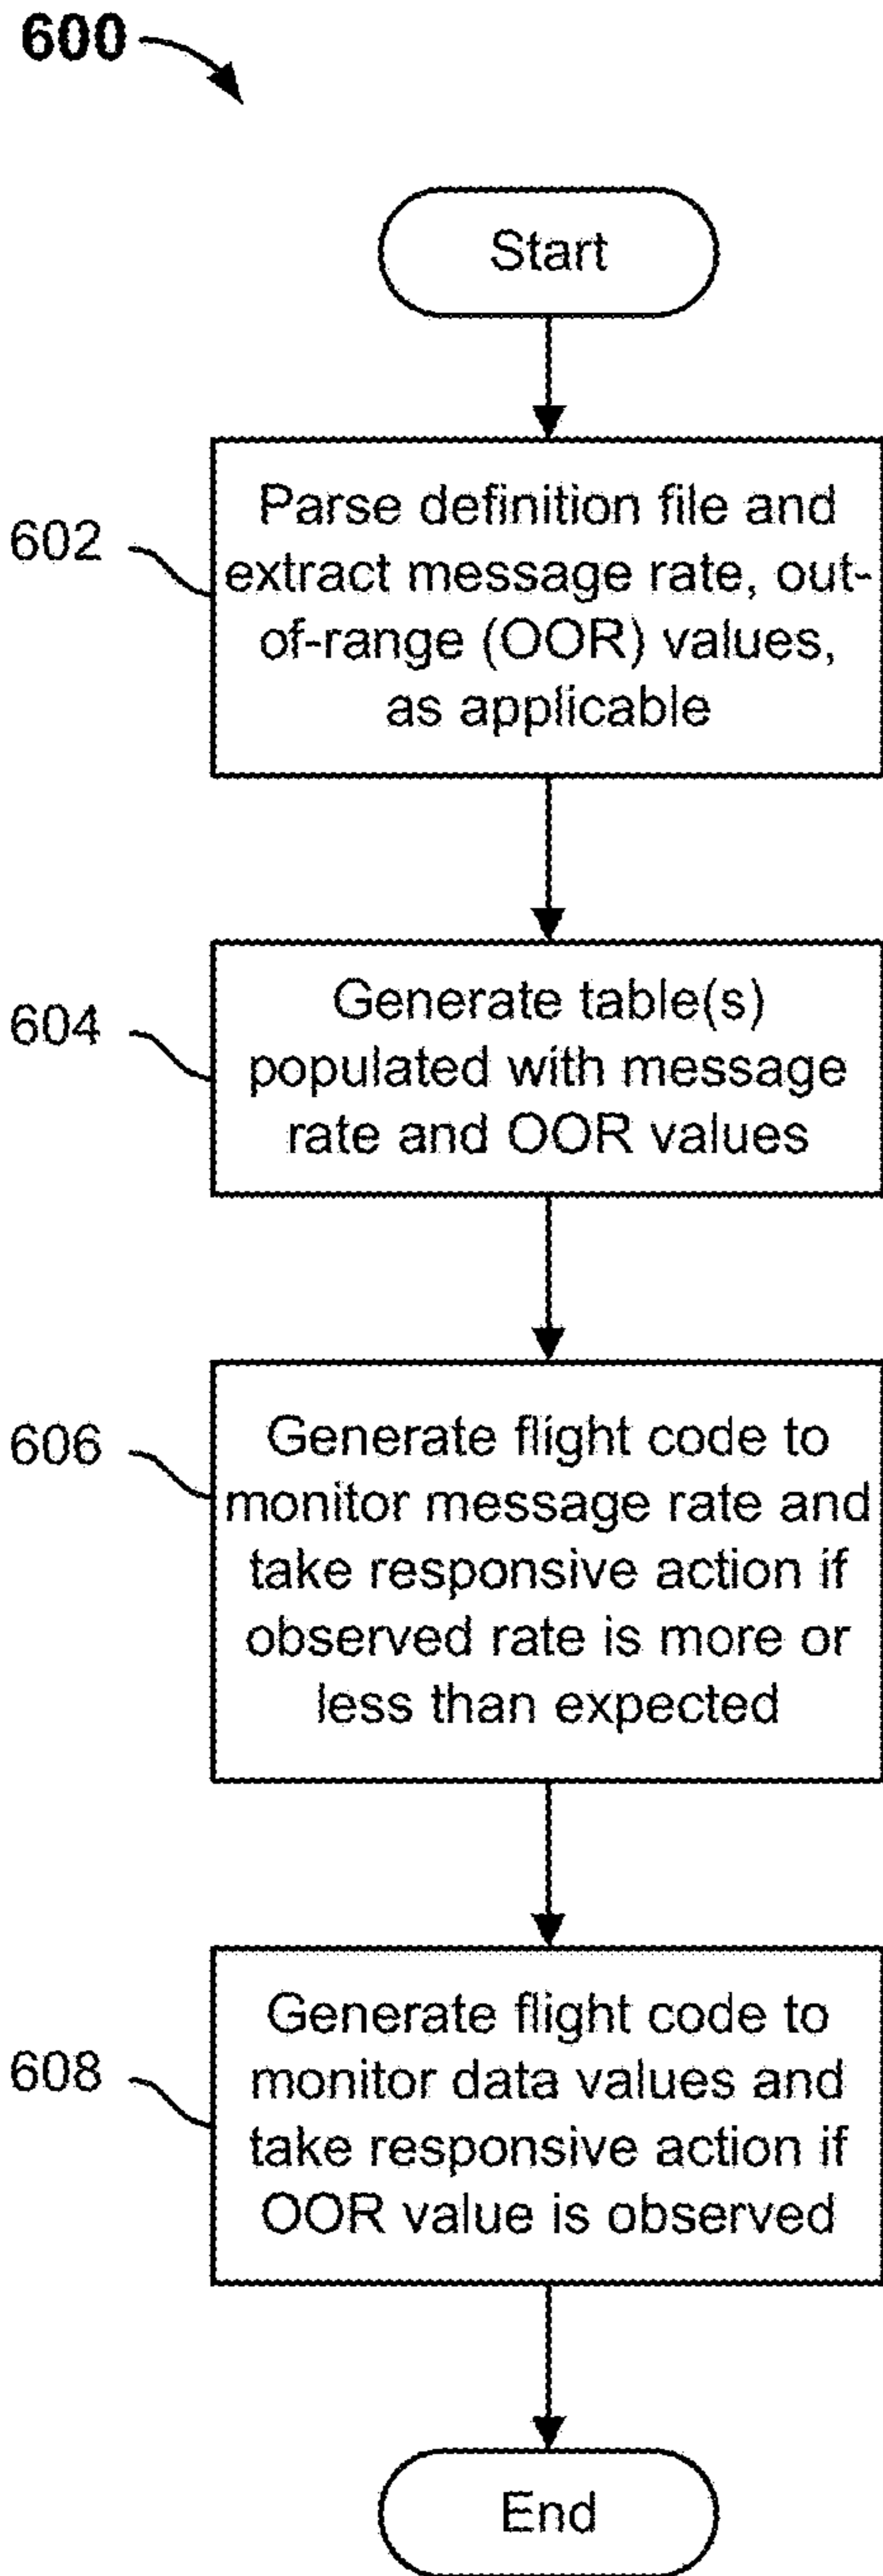 600
Start
602
Parse definition file and
extract message rate, out-
of-range (OOR) values,
as applicable
604
Generate table(s)
populated with message
rate and OOR values
606
Generate flight code to
monitor message rate and
take responsive action if
observed rate is more or
less than expected
608
Generate flight code to
monitor data values and
take responsive action if
OOR value is observed
End